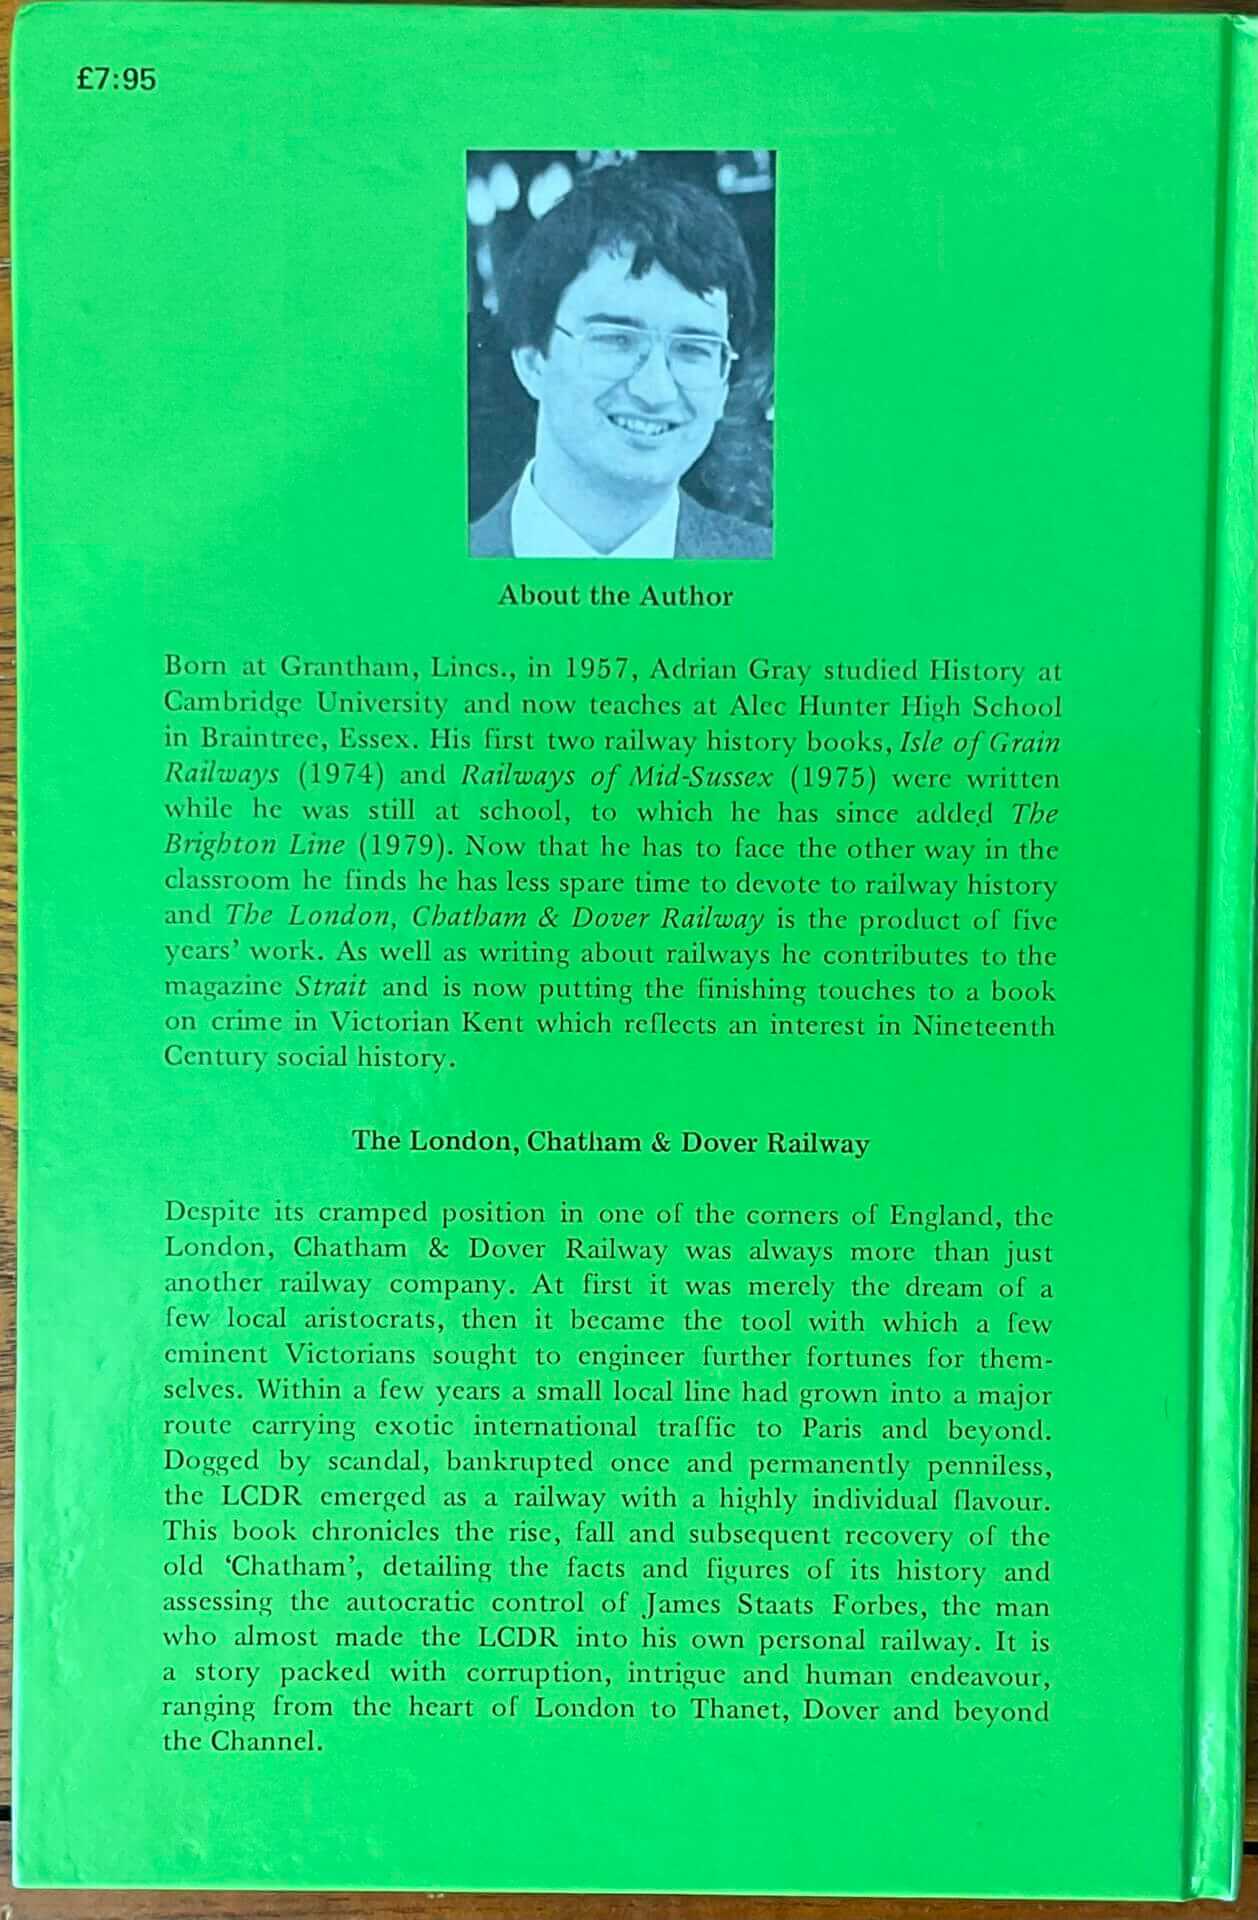 £7:95
About the Author
Born at Grantham, Lincs., in 1957, Adrian Gray studied History at
Cambridge University and now teaches at Alec Hunter High School
in Braintree, Essex. His first two railway history books, Isle of Grain
Railways (1974) and Railways of Mid-Sussex (1975) were written
while he was still at school, to which he has since added The
Brighton Line (1979). Now that he has to face the other way in the
classroom he finds he has less spare time to devote to railway history
and The London, Chatham & Dover Railway is the product of five
years’ work. As well as writing about railways he contributes to the
magazine Strait and is now putting the finishing touches to a book
on crime in Victorian Kent which reflects an interest in Nineteenth
Century social history.
The London, Chatham & Dover Railway
Despite its cramped position in one of the corners of England, the
London, Chatham & Dover Railway was always more than just
another railway company. At first it was merely the dream of a
few local aristocrats, then it became the tool with which a few
eminent Victorians sought to engineer further fortunes for them-
selves. Within a few years a small local line had grown into a major
route carrying exotic international traffic to Paris and beyond.
Dogged by scandal, bankrupted once and permanently penniless,
the LCDR emerged as a railway with a highly individual flavour.
This book chronicles the rise, fall and subsequent recovery of the
old ‘Chatham’, detailing the facts and figures of its history and
assessing the autocratic control of James Staats Forbes, the man
who almost made the LCDR into his own personal railway. It is
a story packed with corruption, intrigue and human endeavour,
ranging from the heart of London to Thanet, Dover and beyond
the Channel.